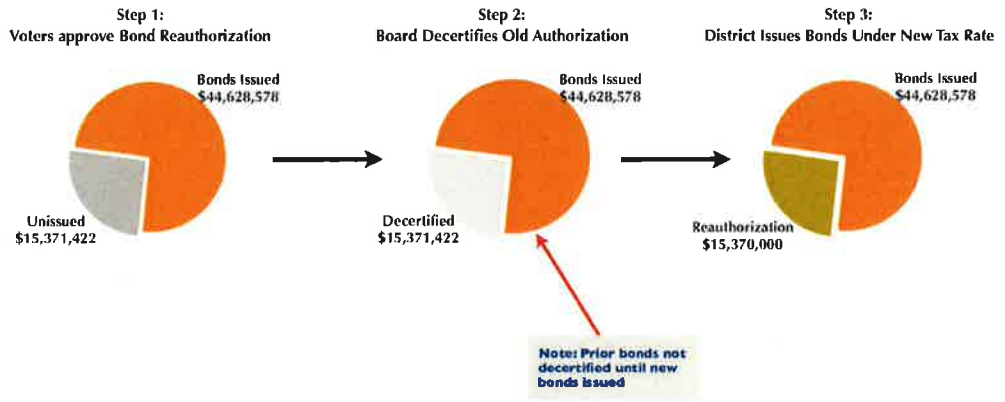 Step 1:
Voters approve Bond Reauthorization
Bonds Issued
$44,628,578
Unissued
$15,371,422
Step 2:
Board Decertifies Old Authorization
Bonds Issued
$44,628,578
Decertified
$15,371,422
Step 3:
District Issues Bonds Under New Tax Rate
Bonds Issued
$44,628,578
Reauthorization
$15,370,000
Note: Prior bonds not
decertified until new
bonds issued